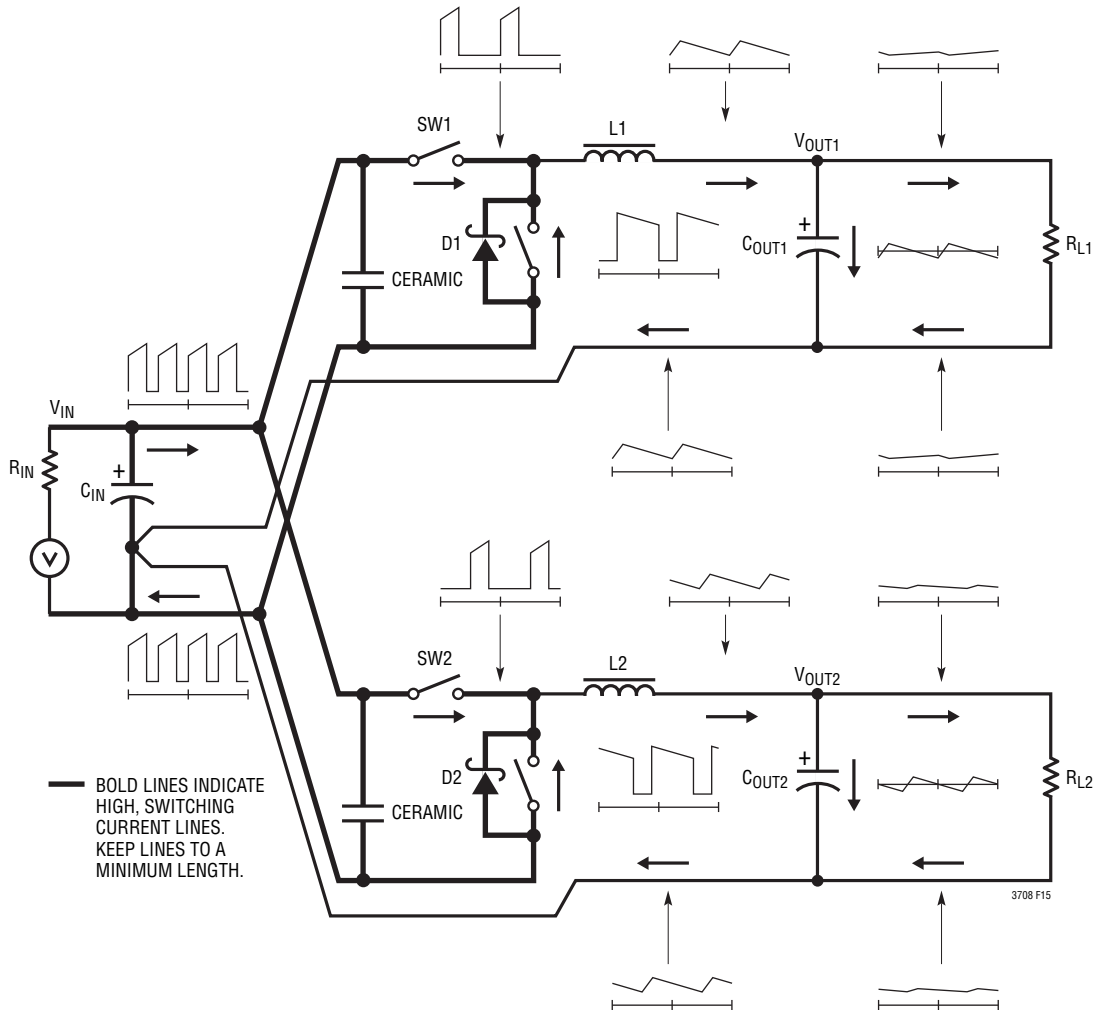 SW1
L1
VOUT1
D1
CERAMIC
+
COUT1
RL1
VIN
RIN
+
CIN
V
SW2
L2
VOUT2
D2
CERAMIC
+
COUT2
RL2
BOLD LINES INDICATE
HIGH, SWITCHING
CURRENT LINES.
KEEP LINES TO A
MINIMUM LENGTH.
3708 F15